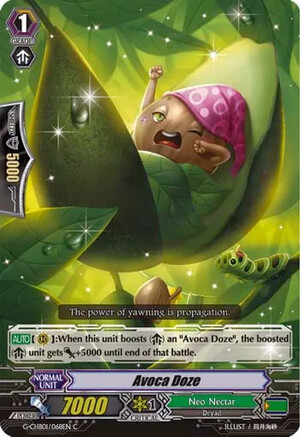 1
GRADE
5000
The power of yawning is propagation.
AUTO [ ]:When this unit boosts an "Avoca Doze", the boosted
unit gets +5000 until end of that battle.
NORMAL
UNIT
Avoca Doze
POWER
7000
1
CRITICAL
Neo Nectar
Dryad
G-CHB01/068EN C
ILLUST /